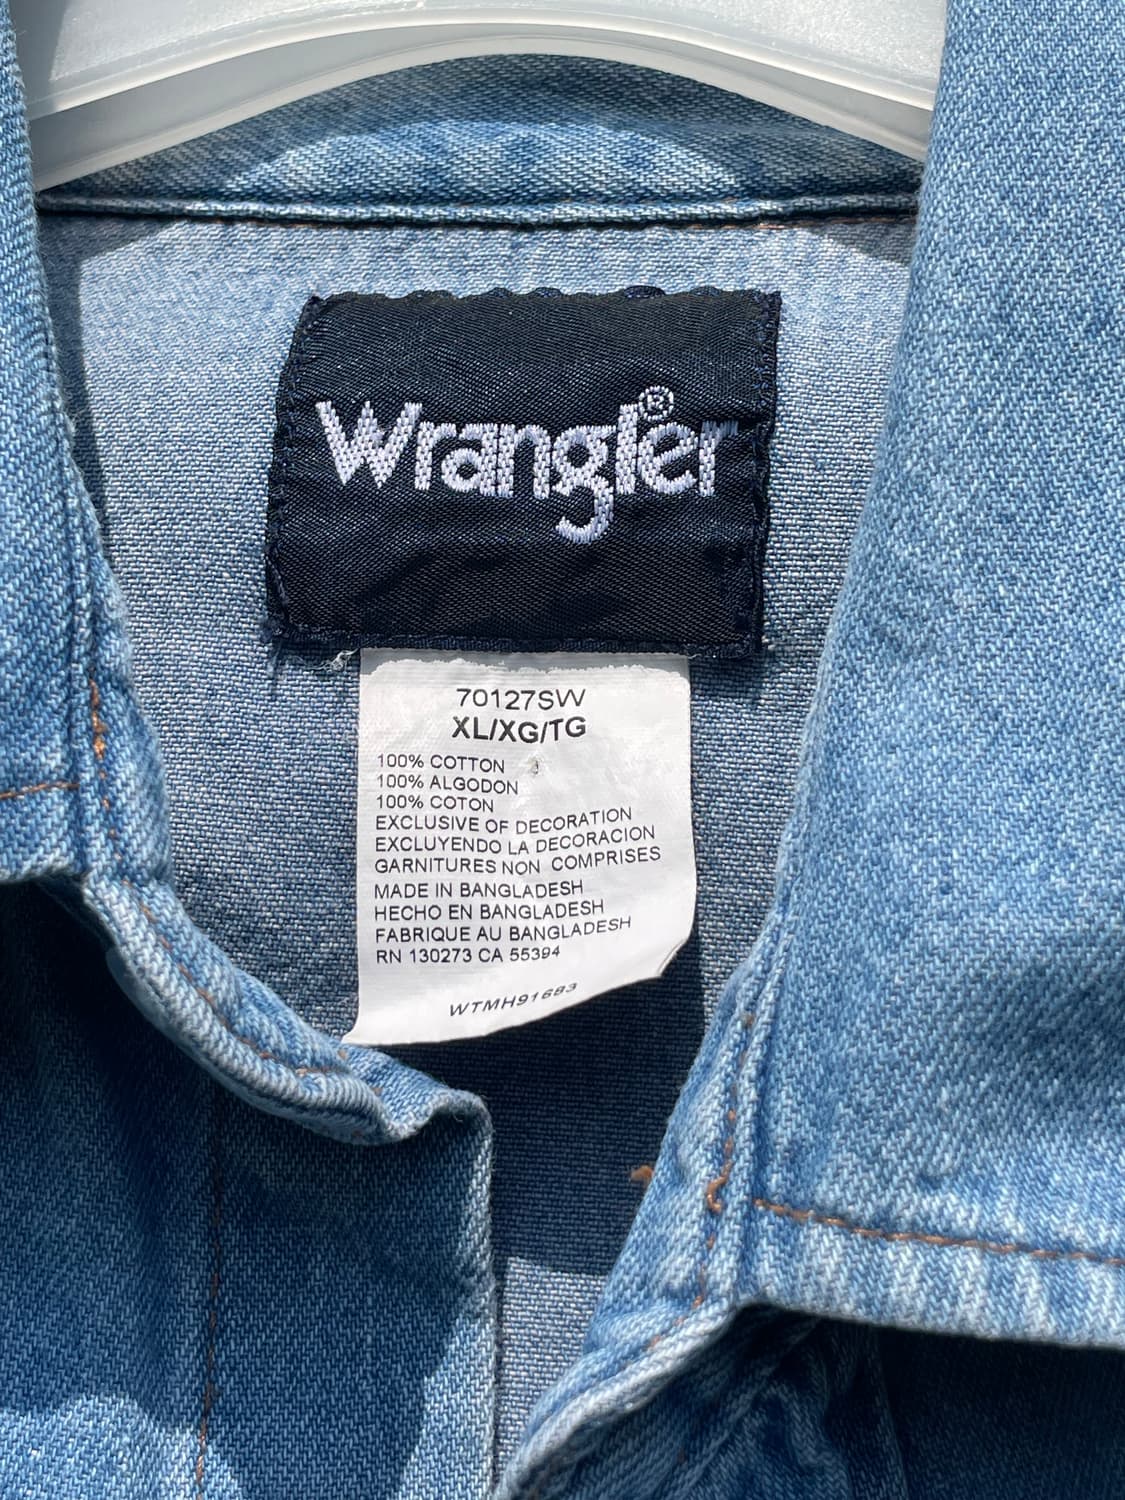 Wrangler®
70127SW
XL/XG/TG
100% COTTON
100% ALGODON
100% COTON
EXCLUSIVE OF DECORATION
EXCLUYENDO LA DECORACION
GARNITURES NON COMPRISES
MADE IN BANGLADESH
HECHO EN BANGLADESH
FABRIQUE AU BANGLADESH
RN 130273 CA 55394
WTMH91683